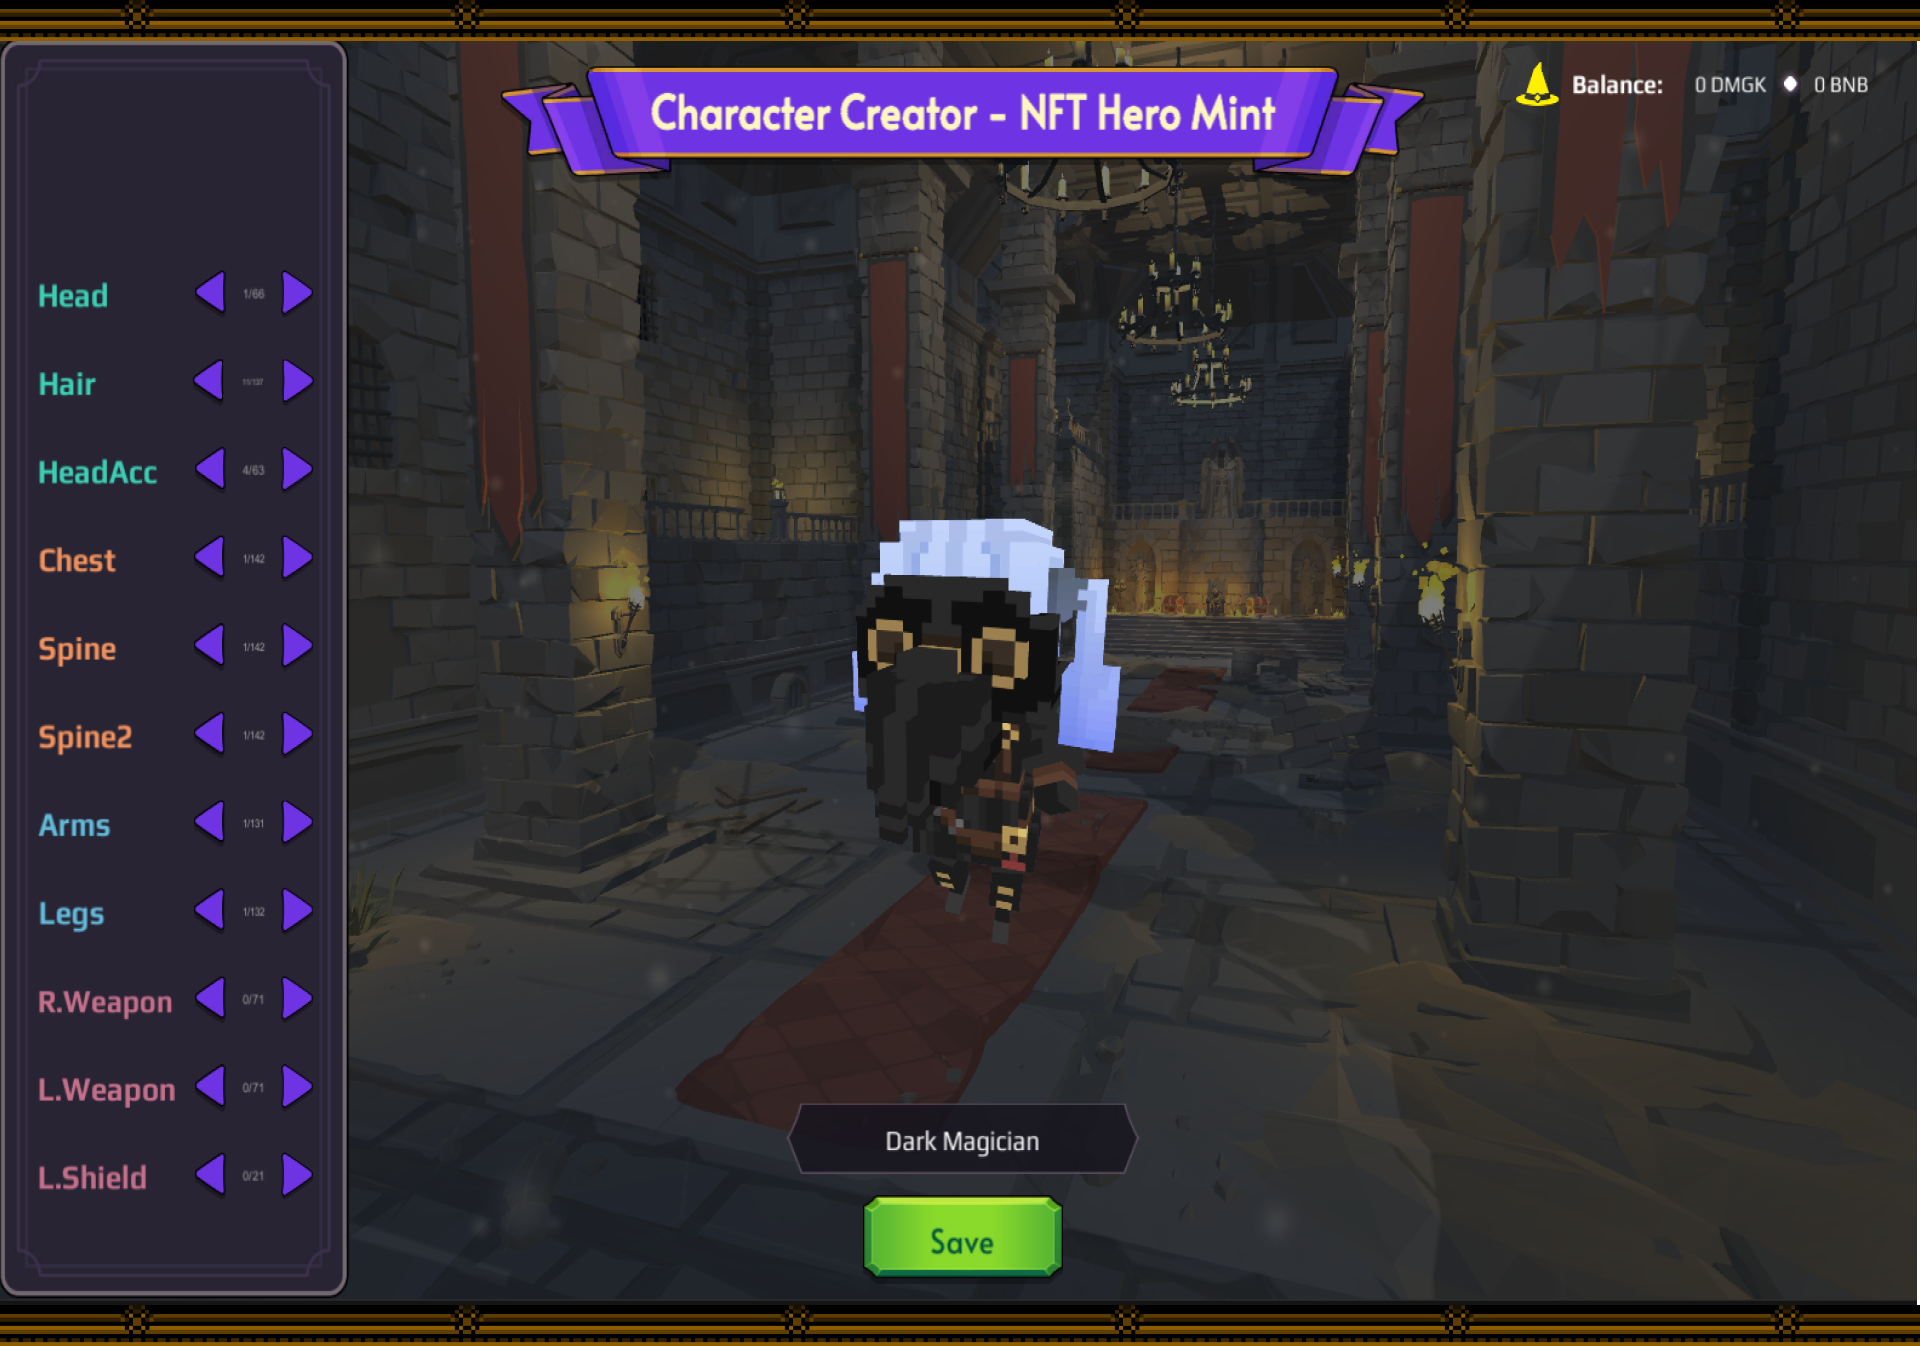 Character Creator - NFT Hero Mint
Balance: 0 DMGK 0 BNB
Head 1/66
Hair 11/137
HeadAcc 4/63
Chest 1/142
Spine 1/142
Spine2 1/142
Arms 1/131
Legs 1/132
R.Weapon 0/71
L.Weapon 0/71
L.Shield 0/21
Dark Magician
Save